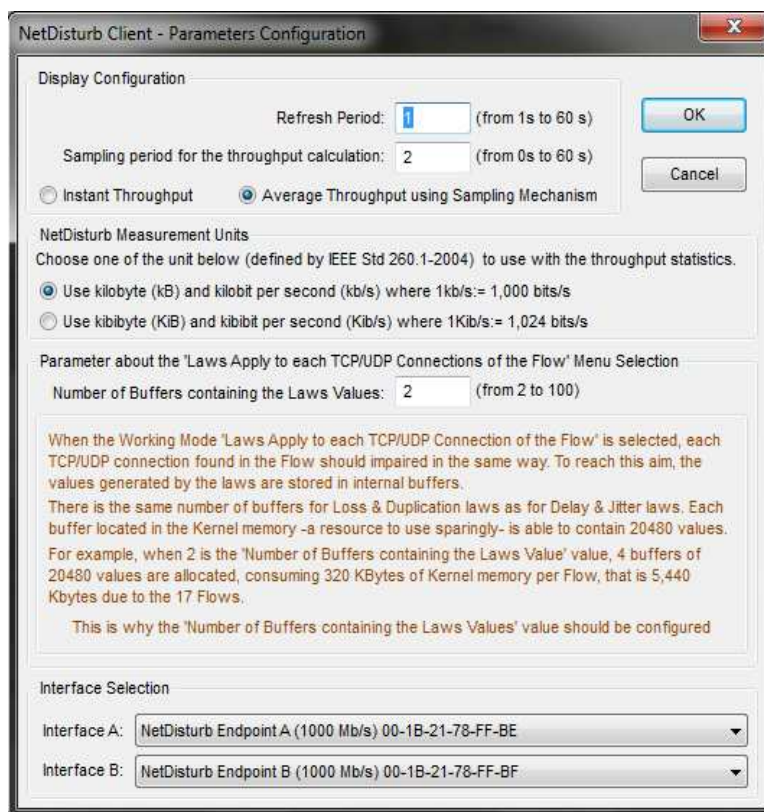 NetDisturb Client - Parameters Configuration
Display Configuration
Refresh Period: 1 (from 1s to 60 s)
OK
Sampling period for the throughput calculation: 2 (from 0s to 60 s)
Cancel
Instant Throughput Average Throughput using Sampling Mechanism
NetDisturb Measurement Units
Choose one of the unit below (defined by IEEE Std 260.1-2004) to use with the throughput statistics.
Use kilobyte (kB) and kilobit per second (kb/s) where 1kb/s:= 1,000 bits/s
Use kibibyte (KiB) and kibibit per second (Kib/s) where 1Kib/s:= 1,024 bits/s
Parameter about the 'Laws Apply to each TCP/UDP Connections of the Flow' Menu Selection
Number of Buffers containing the Laws Values: 2 (from 2 to 100)
When the Working Mode 'Laws Apply to each TCP/UDP Connection of the Flow' is selected, each
TCP/UDP connection found in the Flow should impaired in the same way. To reach this aim, the
values generated by the laws are stored in internal buffers.
There is the same number of buffers for Loss & Duplication laws as for Delay & Jitter laws. Each
buffer located in the Kernel memory -a resource to use sparingly- is able to contain 20480 values.
For example, when 2 is the 'Number of Buffers containing the Laws Value' value, 4 buffers of
20480 values are allocated, consuming 320 KBytes of Kernel memory per Flow, that is 5,440
Kbytes due to the 17 Flows.
This is why the 'Number of Buffers containing the Laws Values' value should be configured
Interface Selection
Interface A: NetDisturb Endpoint A (1000 Mb/s) 00-1B-21-78-FF-BE
Interface B: NetDisturb Endpoint B (1000 Mb/s) 00-1B-21-78-FF-BF